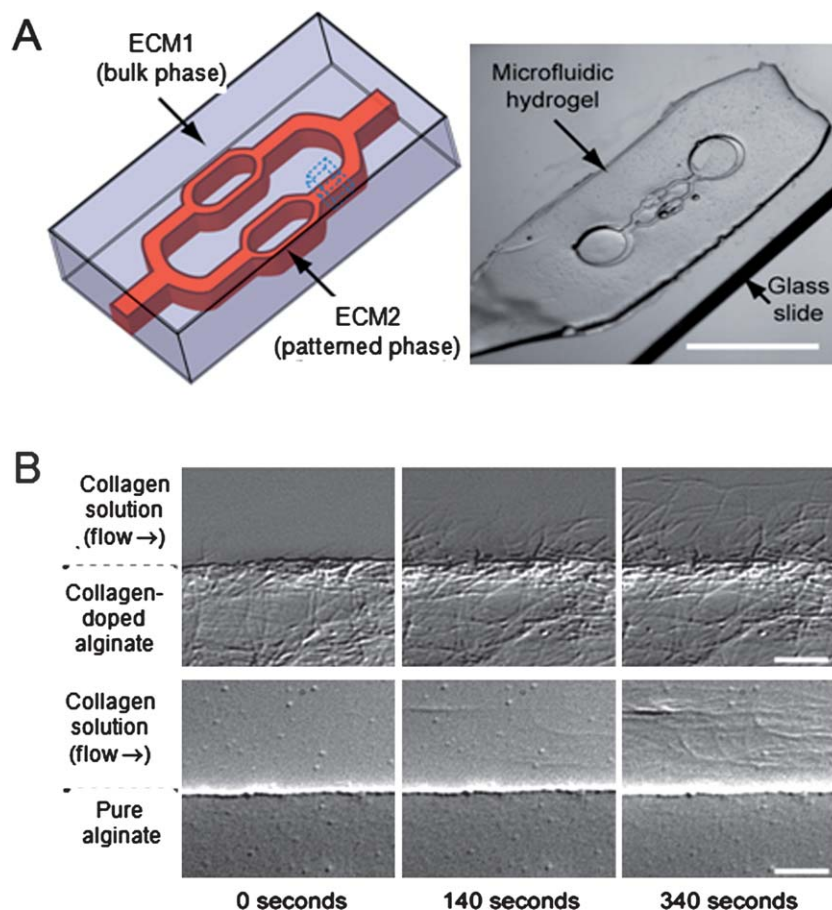 A
ECM1
(bulk phase)
ECM2
(patterned phase)
Microfluidic
hydrogel
Glass
slide
B
Collagen
solution
(flow →)
Collagen-
doped alginate
Collagen
solution
(flow →)
Pure
alginate
0 seconds
140 seconds
340 seconds